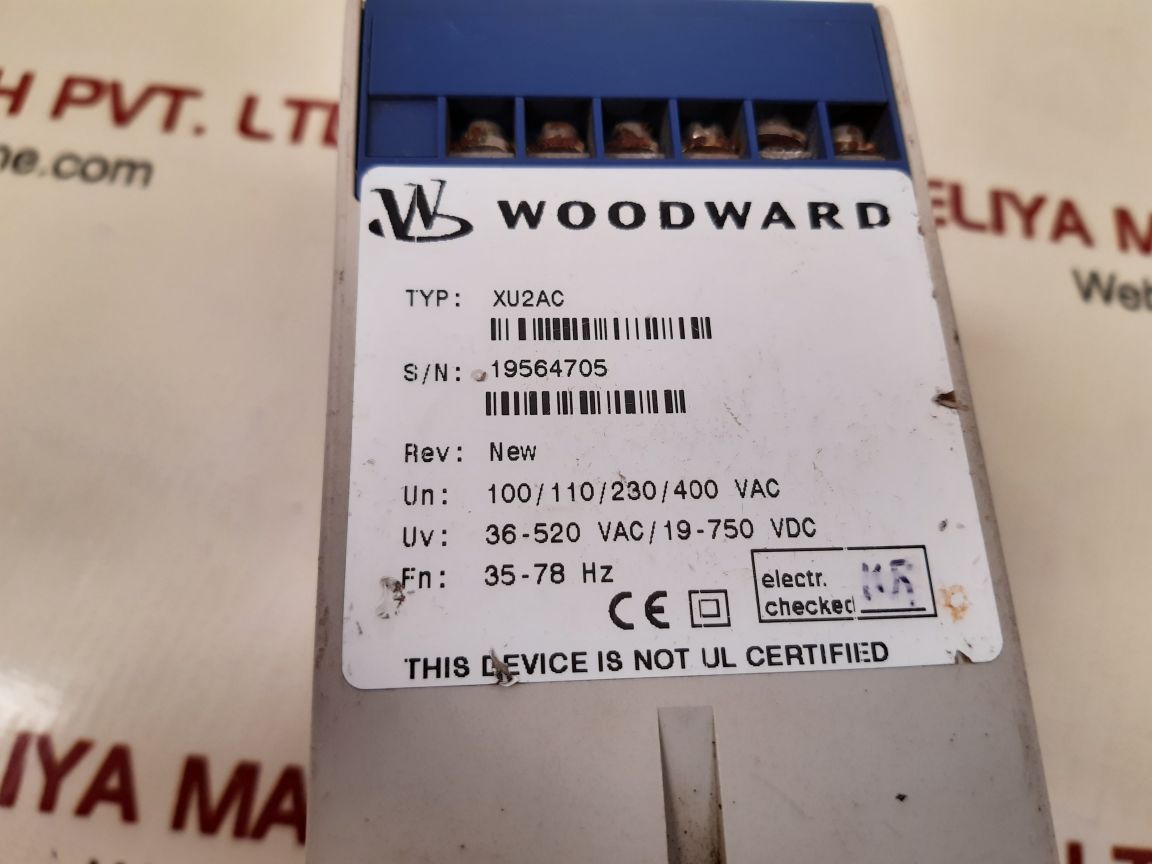 H PVT. LT
ne.com
WOODWARD
ELIYA M
Web
TYP: XU2AC
S/N: 19564705
Rev: New
Un: 100/110/230/400 VAC
Uv: 36-520 VAC/19-750 VDC
Fn: 35-78 Hz
CE
electr.
checked
THIS DEVICE IS NOT UL CERTIFIED
IYA MA